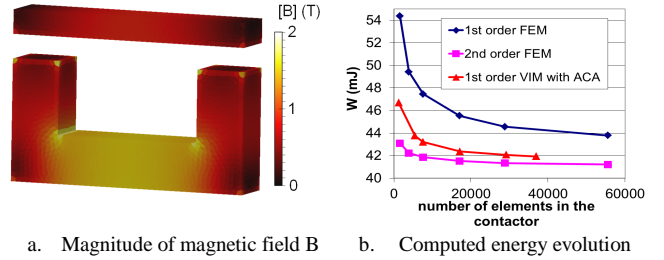 [B] (T)
2
1
0
W (mJ)
54
52
50
48
46
44
42
40
1st order FEM
2nd order FEM
1st order VIM with ACA
0
20000
40000
60000
number of elements in the
contactor
a. Magnitude of magnetic field B
b. Computed energy evolution